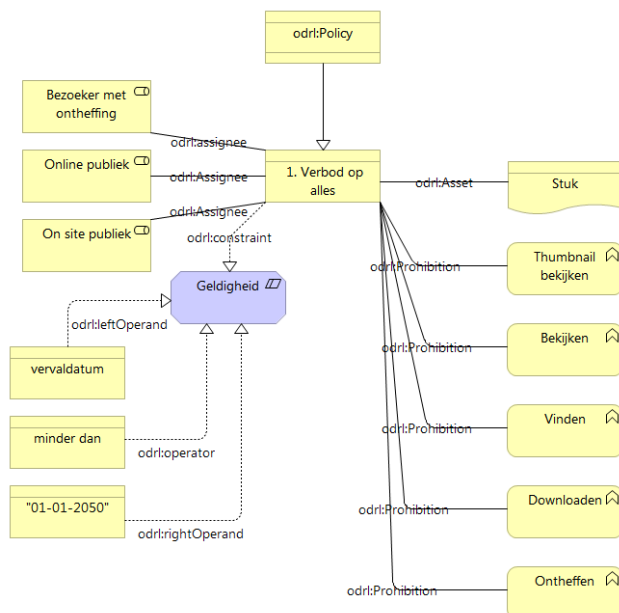 odrl:Policy
Bezoeker met
ontheffing
odrl:assignee
Online publiek
odrl:Assignee
1. Verbod op
alles
odrl:Asset
Stuk
On site publiek
odrl:Assignee
odrl:constraint
Geldigheid
Thumbnail
bekijken
odrl:Prohibition
odrl:leftOperand
vervaldatum
Bekijken
odrl:Prohibition
minder dan
odrl:operator
Vinden
odrl:Prohibition
"01-01-2050"
odrl:rightOperand
Downloaden
odrl:Prohibition
Ontheffen
odrl:Prohibition